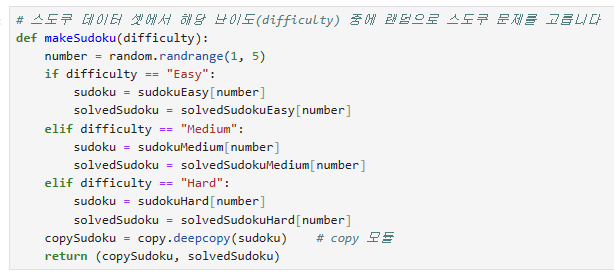 # 스도쿠 데이터 셋에서 해당 난이도(difficulty) 중에 랜덤으로 스도쿠 문제를 고릅니다
def makeSudoku(difficulty):
    number = random.randrange(1, 5)
    if difficulty == "Easy":
        sudoku = sudokuEasy[number]
        solvedSudoku = solvedSudokuEasy[number]
    elif difficulty == "Medium":
        sudoku = sudokuMedium[number]
        solvedSudoku = solvedSudokuMedium[number]
    elif difficulty == "Hard":
        sudoku = sudokuHard[number]
        solvedSudoku = solvedSudokuHard[number]
    copySudoku = copy.deepcopy(sudoku)    # copy 모듈
    return (copySudoku, solvedSudoku)